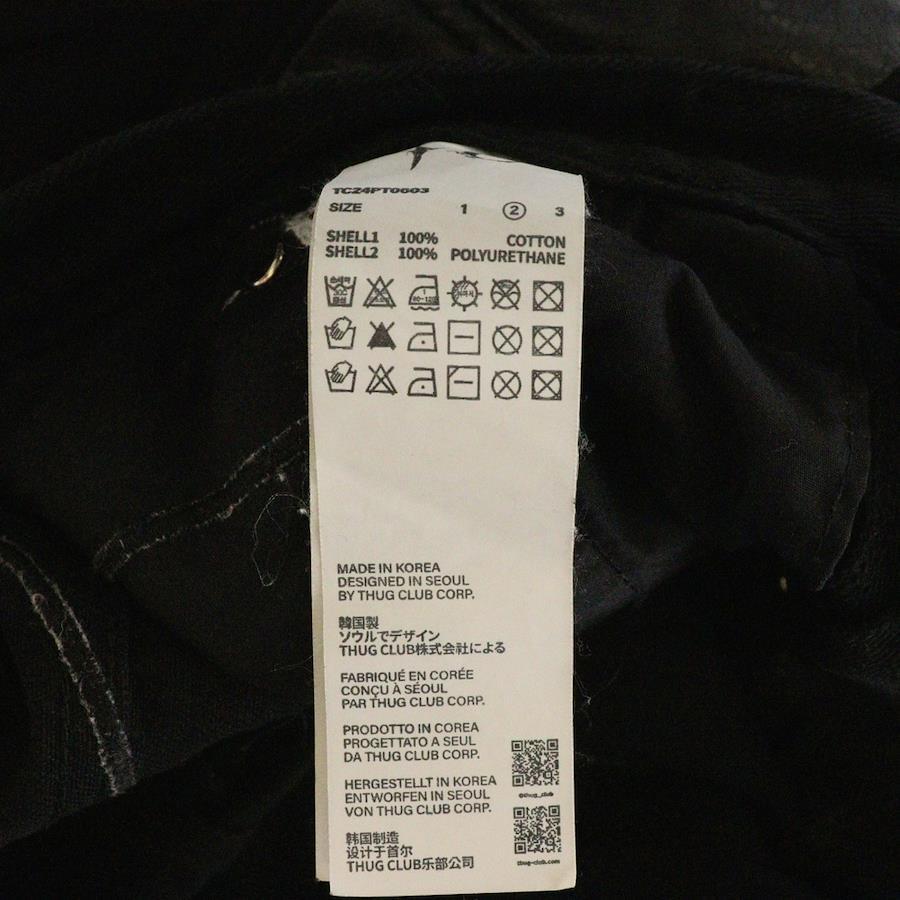 TC24PT0603
SIZE 1 2 3
SHELL1 100% COTTON
SHELL2 100% POLYURETHANE
MADE IN KOREA
DESIGNED IN SEOUL
BY THUG CLUB CORP.
韓国製
ソウルでデザイン
THUG CLUB株式会社による
FABRIQUÉ EN CORÉE
CONÇU À SÉOUL
PAR THUG CLUB CORP.
PRODOTTO IN COREA
PROGETTATO A SEUL
DA THUG CLUB CORP.
HERGESTELLT IN KOREA
ENTWORFEN IN SEOUL
VON THUG CLUB CORP.
@thug_club
韩国制造
设计于首尔
THUG CLUB乐部公司
thug-club.com